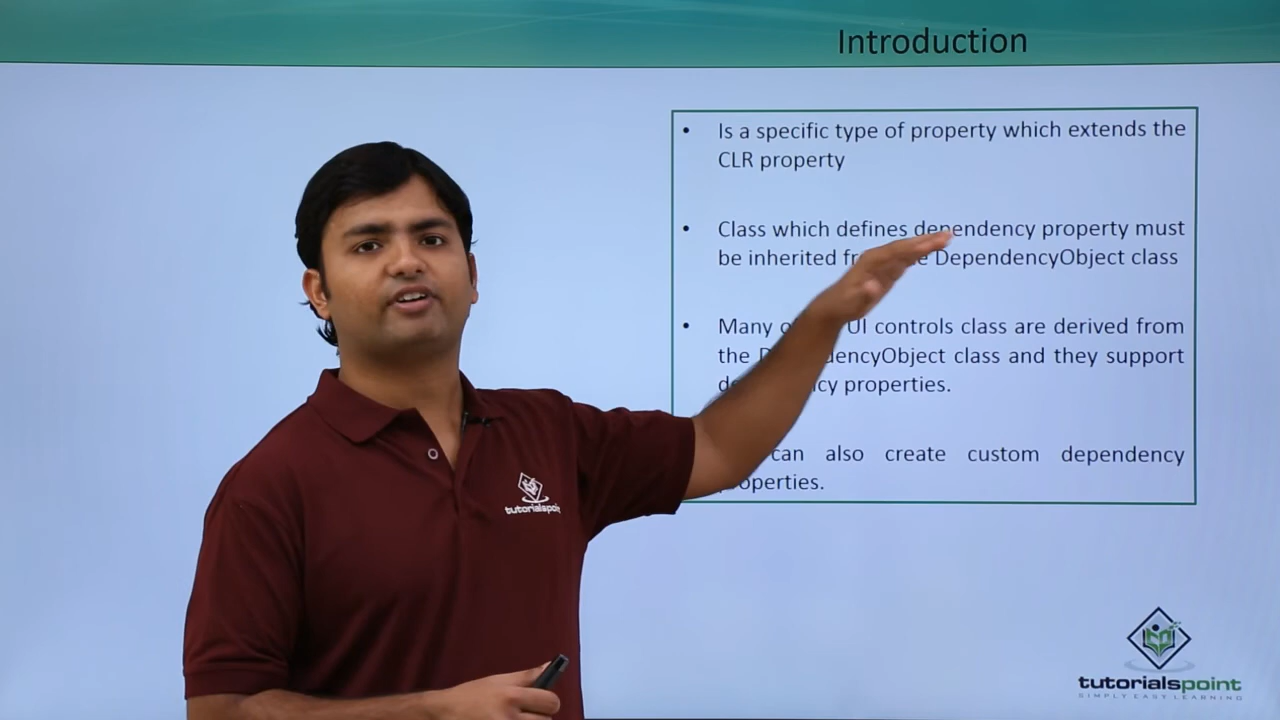 Introduction
• Is a specific type of property which extends the
CLR property
• Class which defines dependency property must
be inherited DependencyObject class
• Many UI controls class are derived from
the class and they support
properties.
can also create custom dependency
properties.
tutorialspoint
tutorialspoint
SIMPLY EASY LEARNING